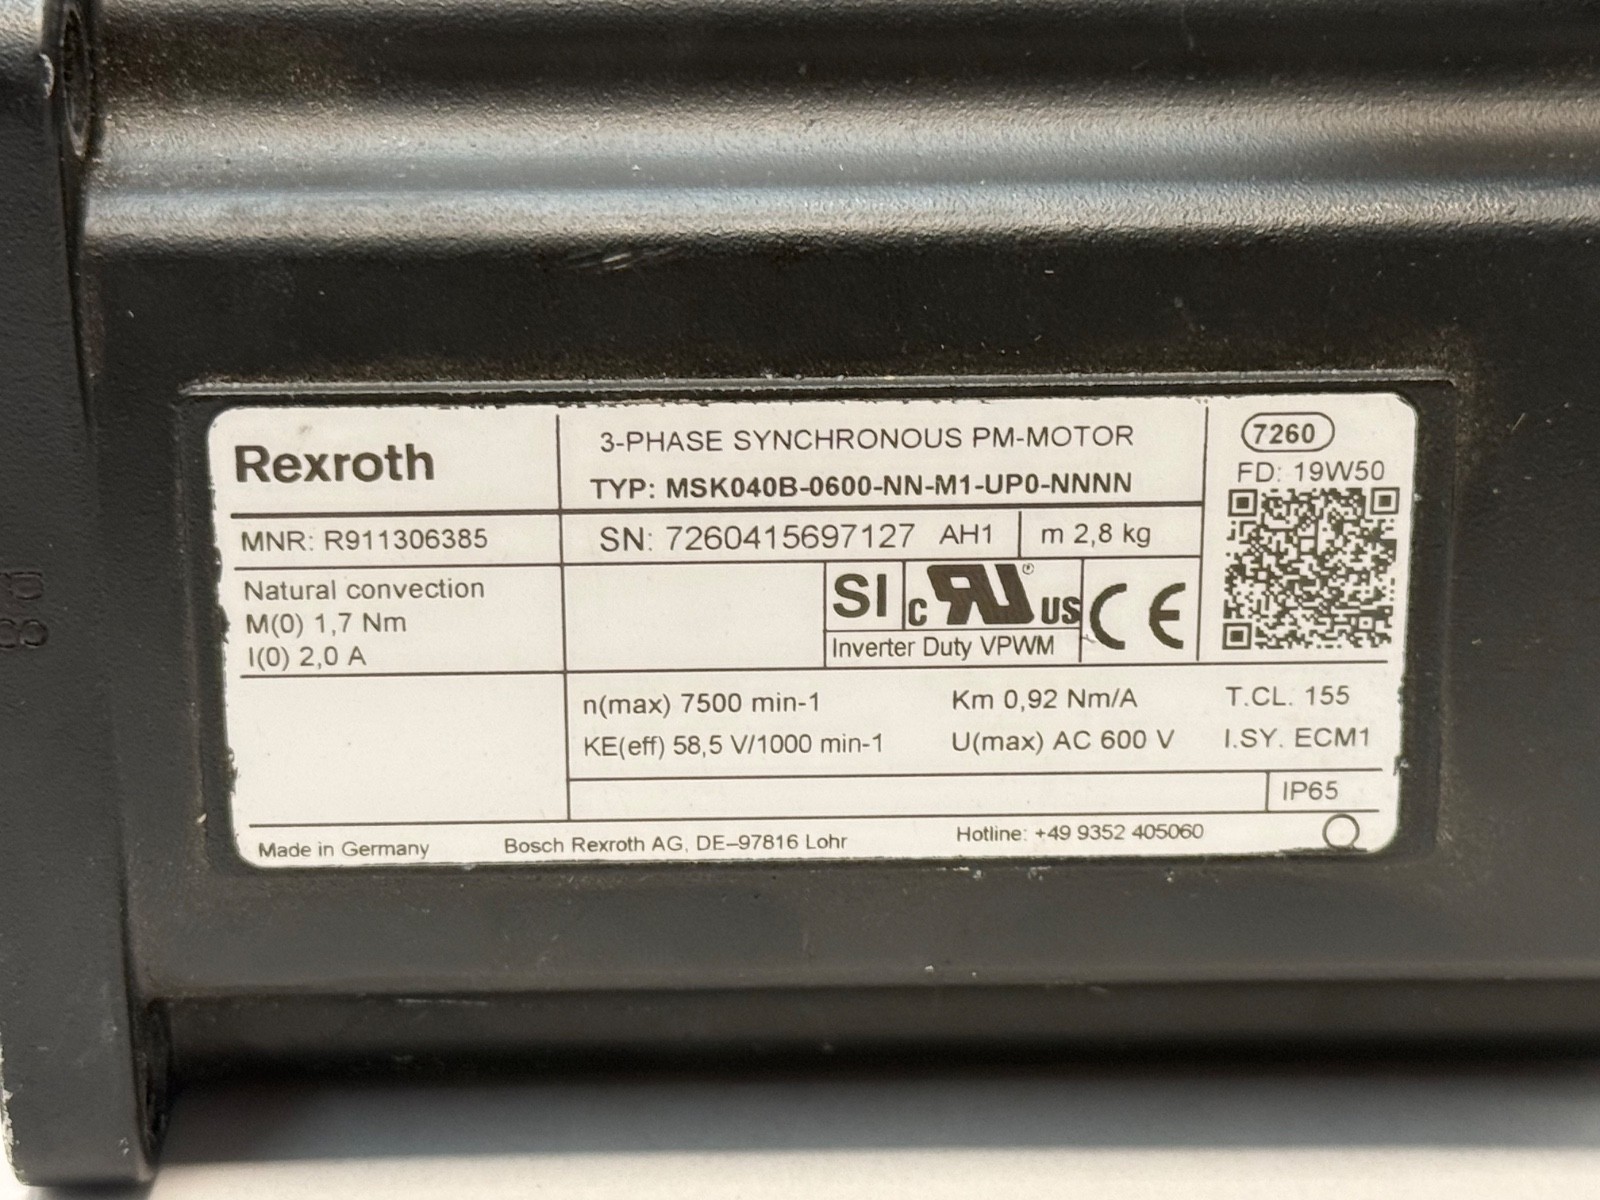 Rexroth
3-PHASE SYNCHRONOUS PM-MOTOR
TYP: MSK040B-0600-NN-M1-UP0-NNNN
7260
FD: 19W50
MNR: R911306385
SN: 7260415697127 AH1
m 2,8 kg
Natural convection
M(0) 1,7 Nm
I(0) 2,0 A
SI
c RU ® US
Inverter Duty VPWM
CE
n(max) 7500 min-1
Km 0,92 Nm/A
T.CL. 155
KE(eff) 58,5 V/1000 min-1
U(max) AC 600 V
I.SY. ECM1
IP65
Made in Germany
Bosch Rexroth AG, DE–97816 Lohr
Hotline: +49 9352 405060